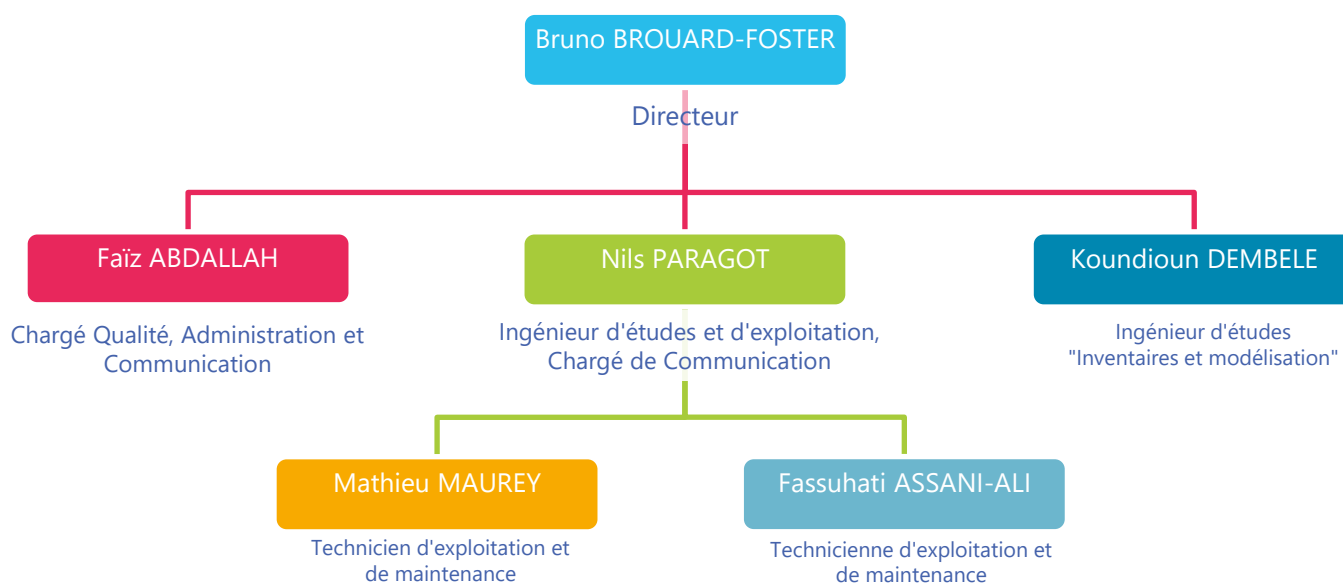 Bruno BROUARD-FOSTER
Directeur
Faïz ABDALLAH
Chargé Qualité, Administration et
Communication
Nils PARAGOT
Ingénieur d'études et d'exploitation,
Chargé de Communication
Koundioun DEMBELE
Ingénieur d'études
"Inventaires et modélisation"
Mathieu MAUREY
Technicien d'exploitation et
de maintenance
Fassuhati ASSANI-ALI
Technicienne d'exploitation et
de maintenance